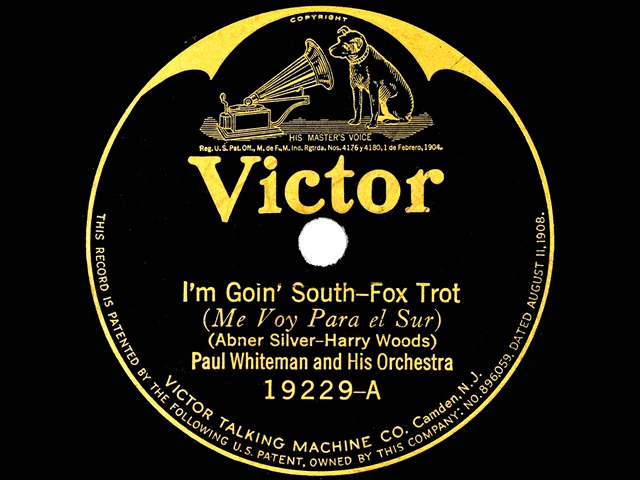 COPYRIGHT
HIS MASTER'S VOICE
Reg. U.S. Pat. Off., M. de F., M. Ind. Rgtrda. Nos. 4176 y 4180, 1 de Febrero, 1904.
Victor
I'm Goin' South–Fox Trot
(Me Voy Para el Sur)
(Abner Silver–Harry Woods)
Paul Whiteman and His Orchestra
19229–A
VICTOR TALKING MACHINE CO. Camden, N.J.
THIS RECORD IS PATENTED BY THE FOLLOWING U.S. PATENT, OWNED BY THIS COMPANY: No. 896,059, DATED AUGUST 11, 1908.